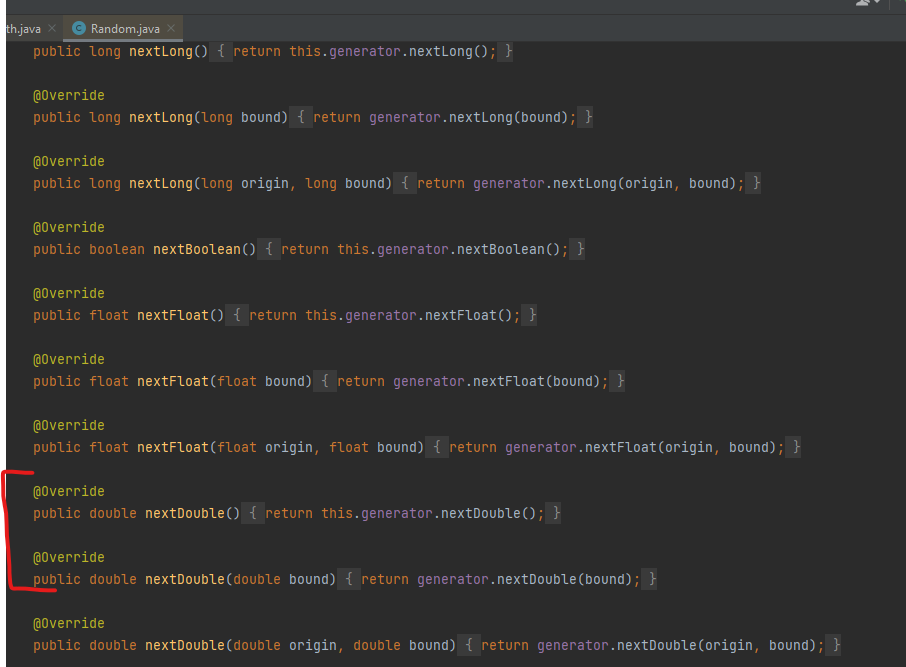 th.java × Random.java ×
public long nextLong() { return this.generator.nextLong(); }
@Override
public long nextLong(long bound) { return generator.nextLong(bound); }
@Override
public long nextLong(long origin, long bound) { return generator.nextLong(origin, bound); }
@Override
public boolean nextBoolean() { return this.generator.nextBoolean(); }
@Override
public float nextFloat() { return this.generator.nextFloat(); }
@Override
public float nextFloat(float bound) { return generator.nextFloat(bound); }
@Override
public float nextFloat(float origin, float bound) { return generator.nextFloat(origin, bound); }
@Override
public double nextDouble() { return this.generator.nextDouble(); }
@Override
public double nextDouble(double bound) { return generator.nextDouble(bound); }
@Override
public double nextDouble(double origin, double bound) { return generator.nextDouble(origin, bound); }